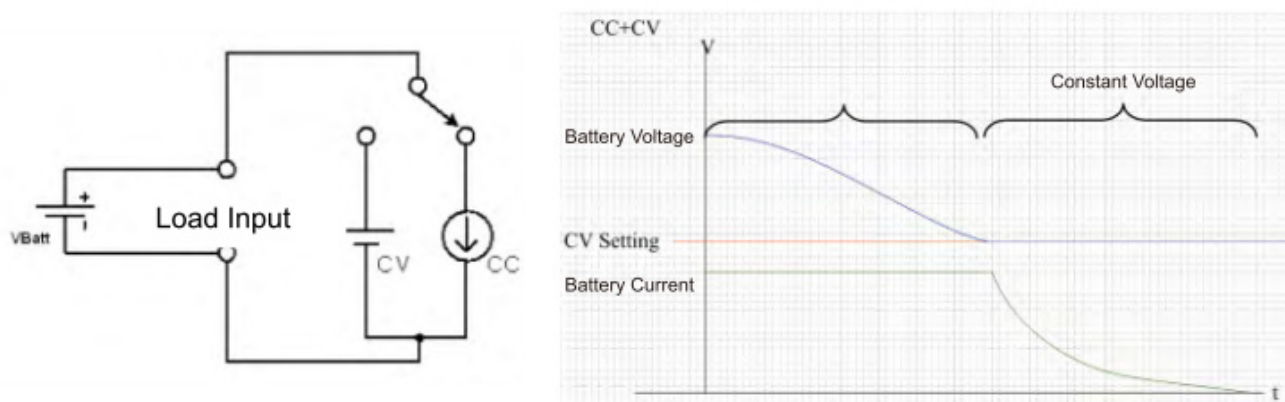 +
VBatt
Load Input
CV
CC
CC+CV
V
Constant Voltage
Battery Voltage
CV Setting
Battery Current
t